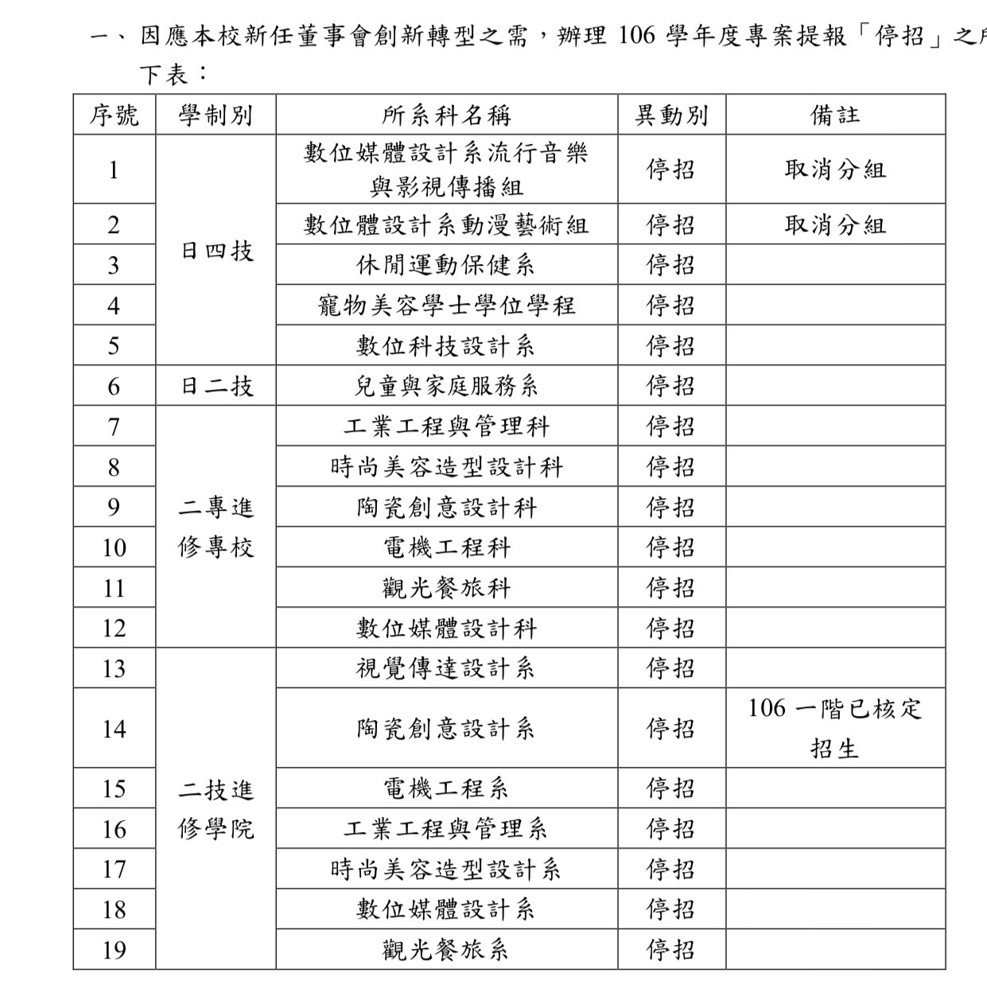 一、因應本校新任董事會創新轉型之需，辦理 106 學年度專案提報「停招」之
下表：
序號 學制別 所系科名稱 異動別 備註
1 數位媒體設計系流行音樂 停招 取消分組
與影視傳播組
2 數位體設計系動漫藝術組 停招 取消分組
日四技
3 休閒運動保健系 停招
4 寵物美容學士學位學程 停招
5 數位科技設計系 停招
6 日二技 兒童與家庭服務系 停招
7 工業工程與管理科 停招
8 時尚美容造型設計科 停招
9 二專進 陶瓷創意設計科 停招
10 修專校 電機工程科 停招
11 觀光餐旅科 停招
12 數位媒體設計科 停招
13 視覺傳達設計系 停招
14 陶瓷創意設計系 停招 106 一階已核定
招生
15 二技進 電機工程系 停招
16 修學院 工業工程與管理系 停招
17 時尚美容造型設計系 停招
18 數位媒體設計系 停招
19 觀光餐旅系 停招